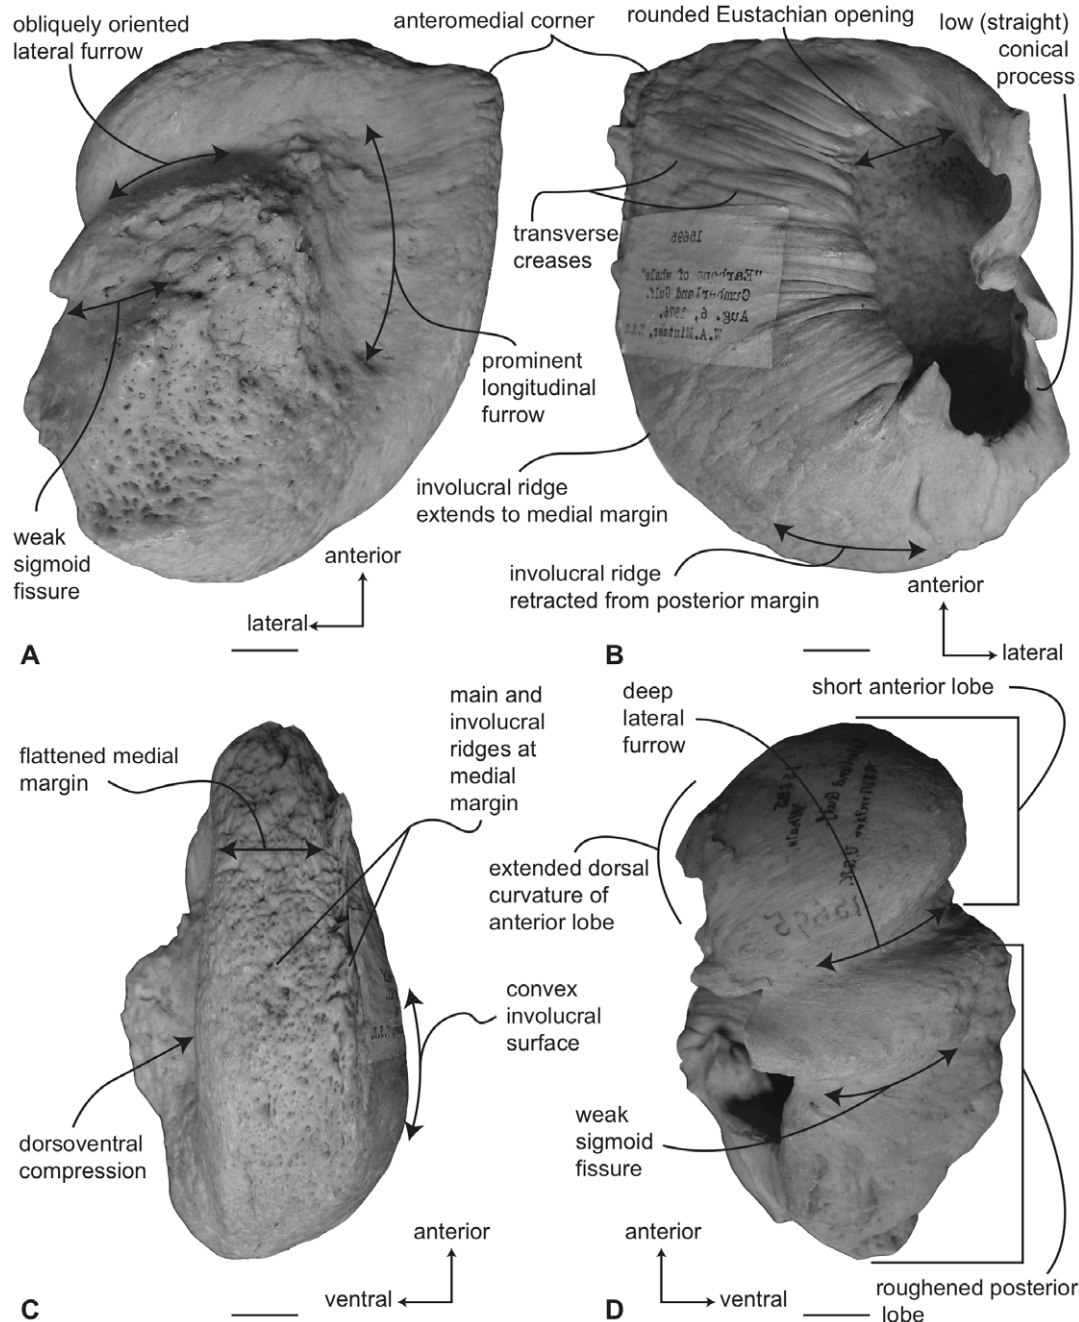 obliquely oriented
lateral furrow
anteromedial corner
rounded Eustachian opening
low (straight)
conical
process
transverse
creases
15695
"Earbone of whale"
Cumberland Gulf.
Aug. 6, 1876.
W.A.Mintzer, U.S.N.
prominent
longitudinal
furrow
involucral ridge
extends to medial margin
weak
sigmoid
fissure
anterior
lateral
involucral ridge
retracted from posterior margin
anterior
lateral
A
B
flattened medial
margin
main and
involucral
ridges at
medial
margin
deep
lateral
furrow
short anterior lobe
extended dorsal
curvature of
anterior lobe
15695
convex
involucral
surface
weak
sigmoid
fissure
dorsoventral
compression
anterior
ventral
anterior
ventral
roughened posterior
lobe
C
D